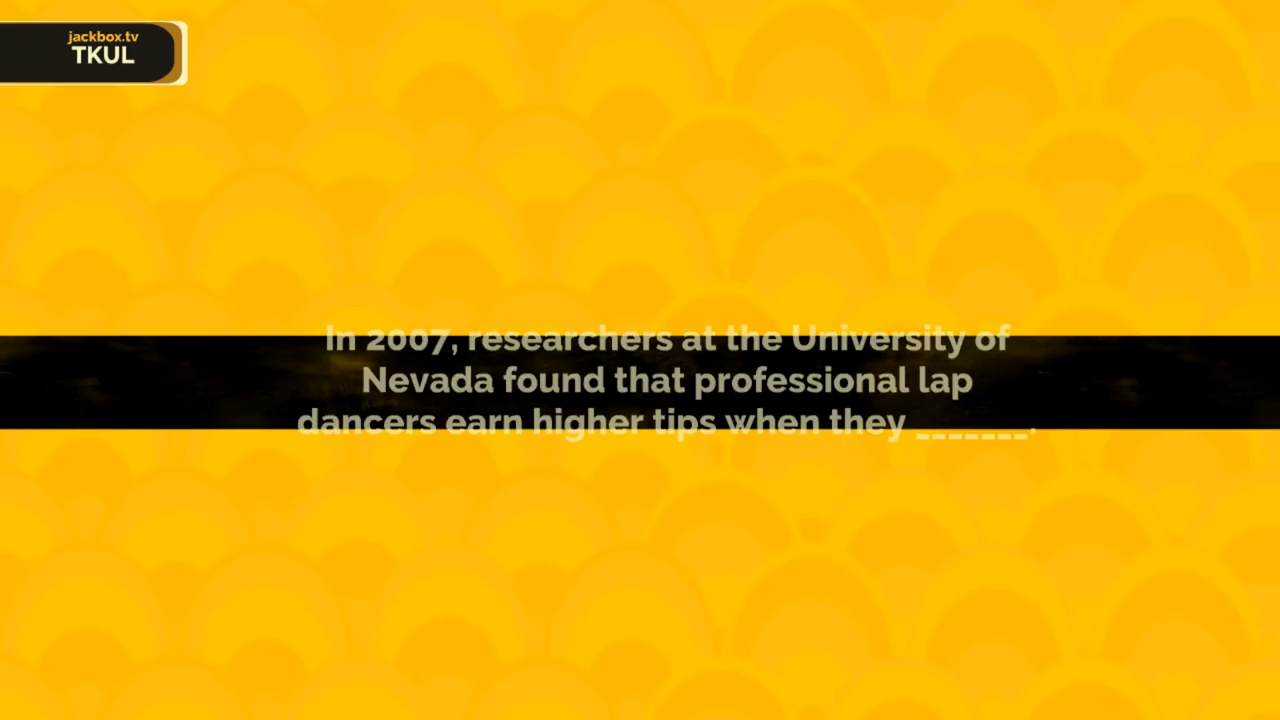 jackbox.tv
TKUL
In 2007, researchers at the University of
Nevada found that professional lap
dancers earn higher tips when they _______.